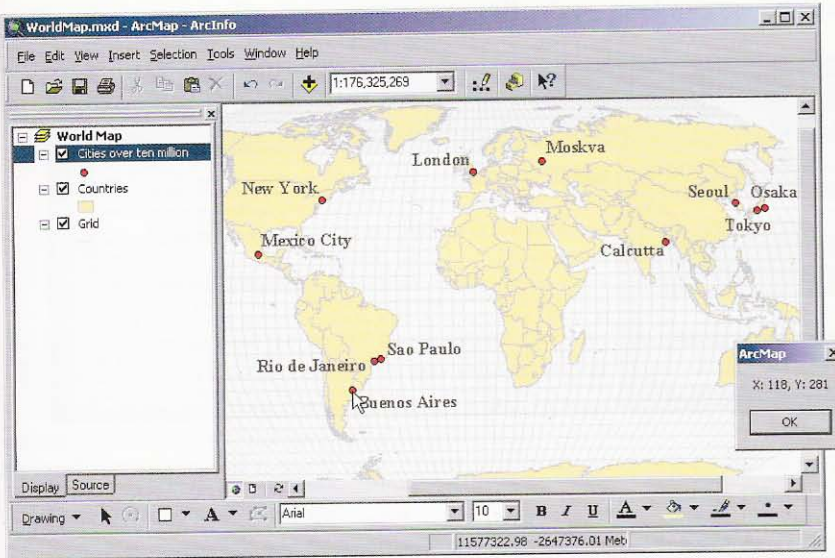 WorldMap.mxd - ArcMap - ArcInfo
File Edit View Insert Selection Tools Window Help
1:176,325,269
World Map
Cities over ten million
Countries
Grid
London
Moskva
New York
Seoul
Osaka
Tokyo
Mexico City
Calcutta
Sao Paulo
Rio de Janeiro
Buenos Aires
ArcMap
X: 118, Y: 281
OK
Display
Source
Drawing
A
Arial
10
B I U A
11577322.98 -2647376.01 Met